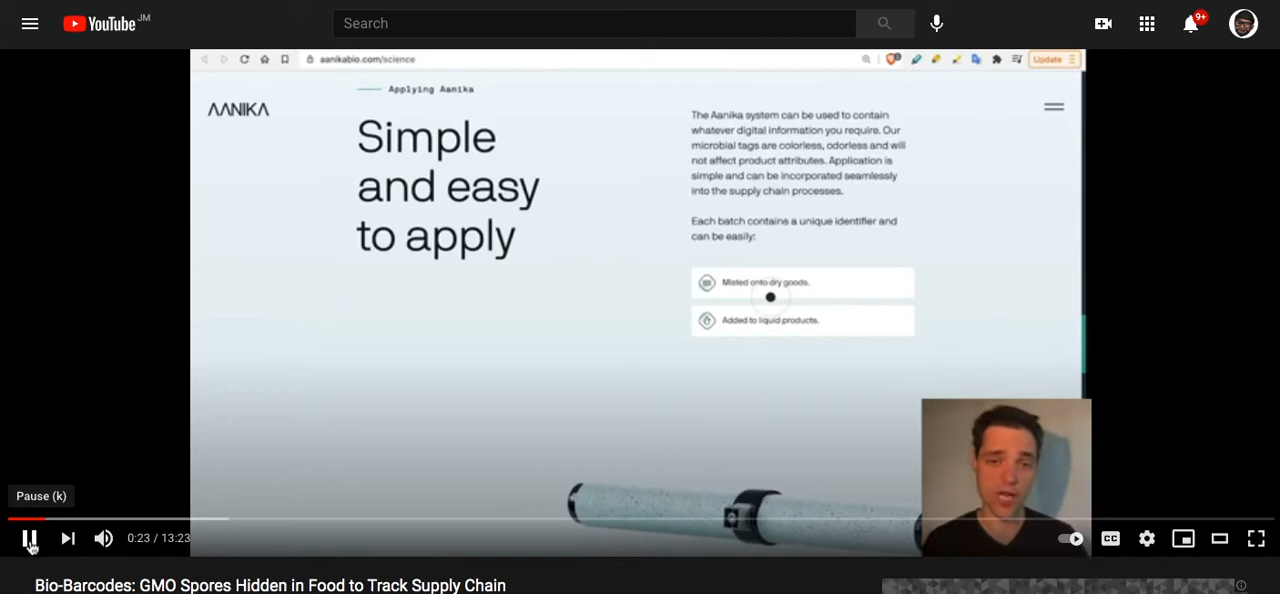 YouTube JM
Search
9+
aanikabio.com/science
Update
Applying Aanika
AANIKA
Simple
and easy
to apply
The Aanika system can be used to contain
whatever digital information you require. Our
microbial tags are colorless, odorless and will
not affect product attributes. Application is
simple and can be incorporated seamlessly
into the supply chain processes.
Each batch contains a unique identifier and
can be easily:
Misted onto dry goods.
Added to liquid products.
Pause (k)
0:23 / 13:23
CC
Bio-Barcodes: GMO Spores Hidden in Food to Track Supply Chain